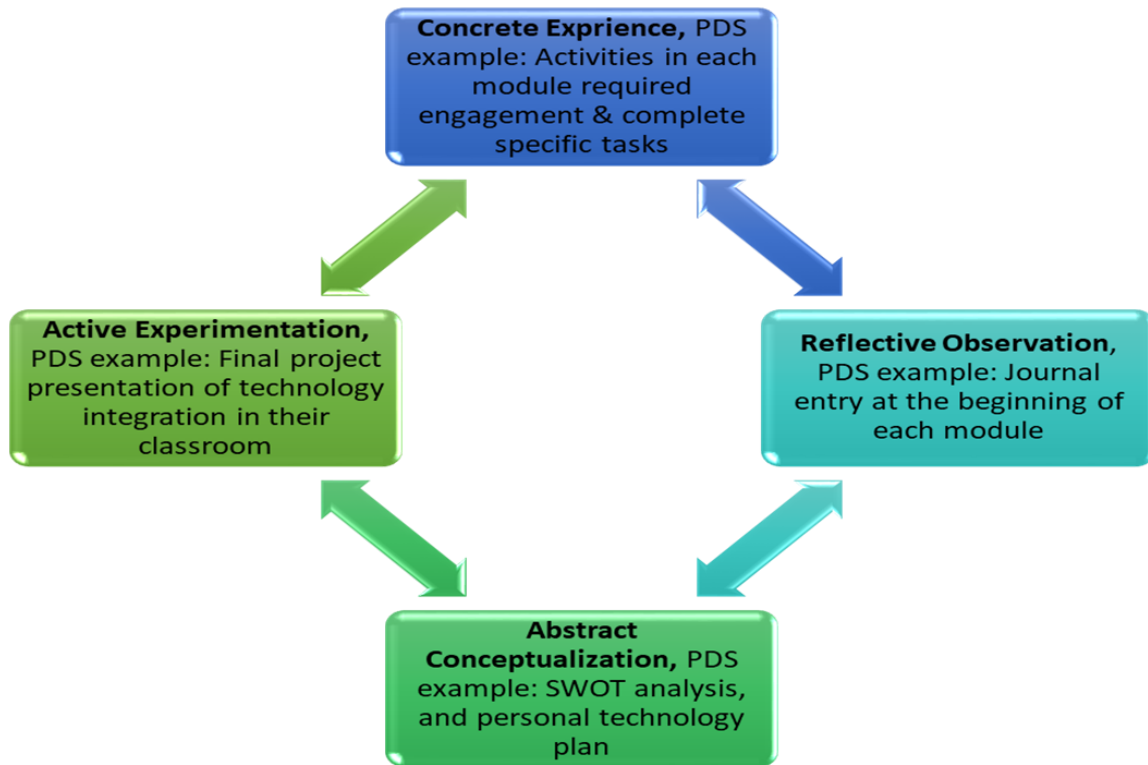 Concrete Exprience, PDS
example: Activities in each
module required
engagement & complete
specific tasks
Active Experimentation,
PDS example: Final project
presentation of technology
integration in their
classroom
Reflective Observation,
PDS example: Journal
entry at the beginning of
each module
Abstract
Conceptualization, PDS
example: SWOT analysis,
and personal technology
plan